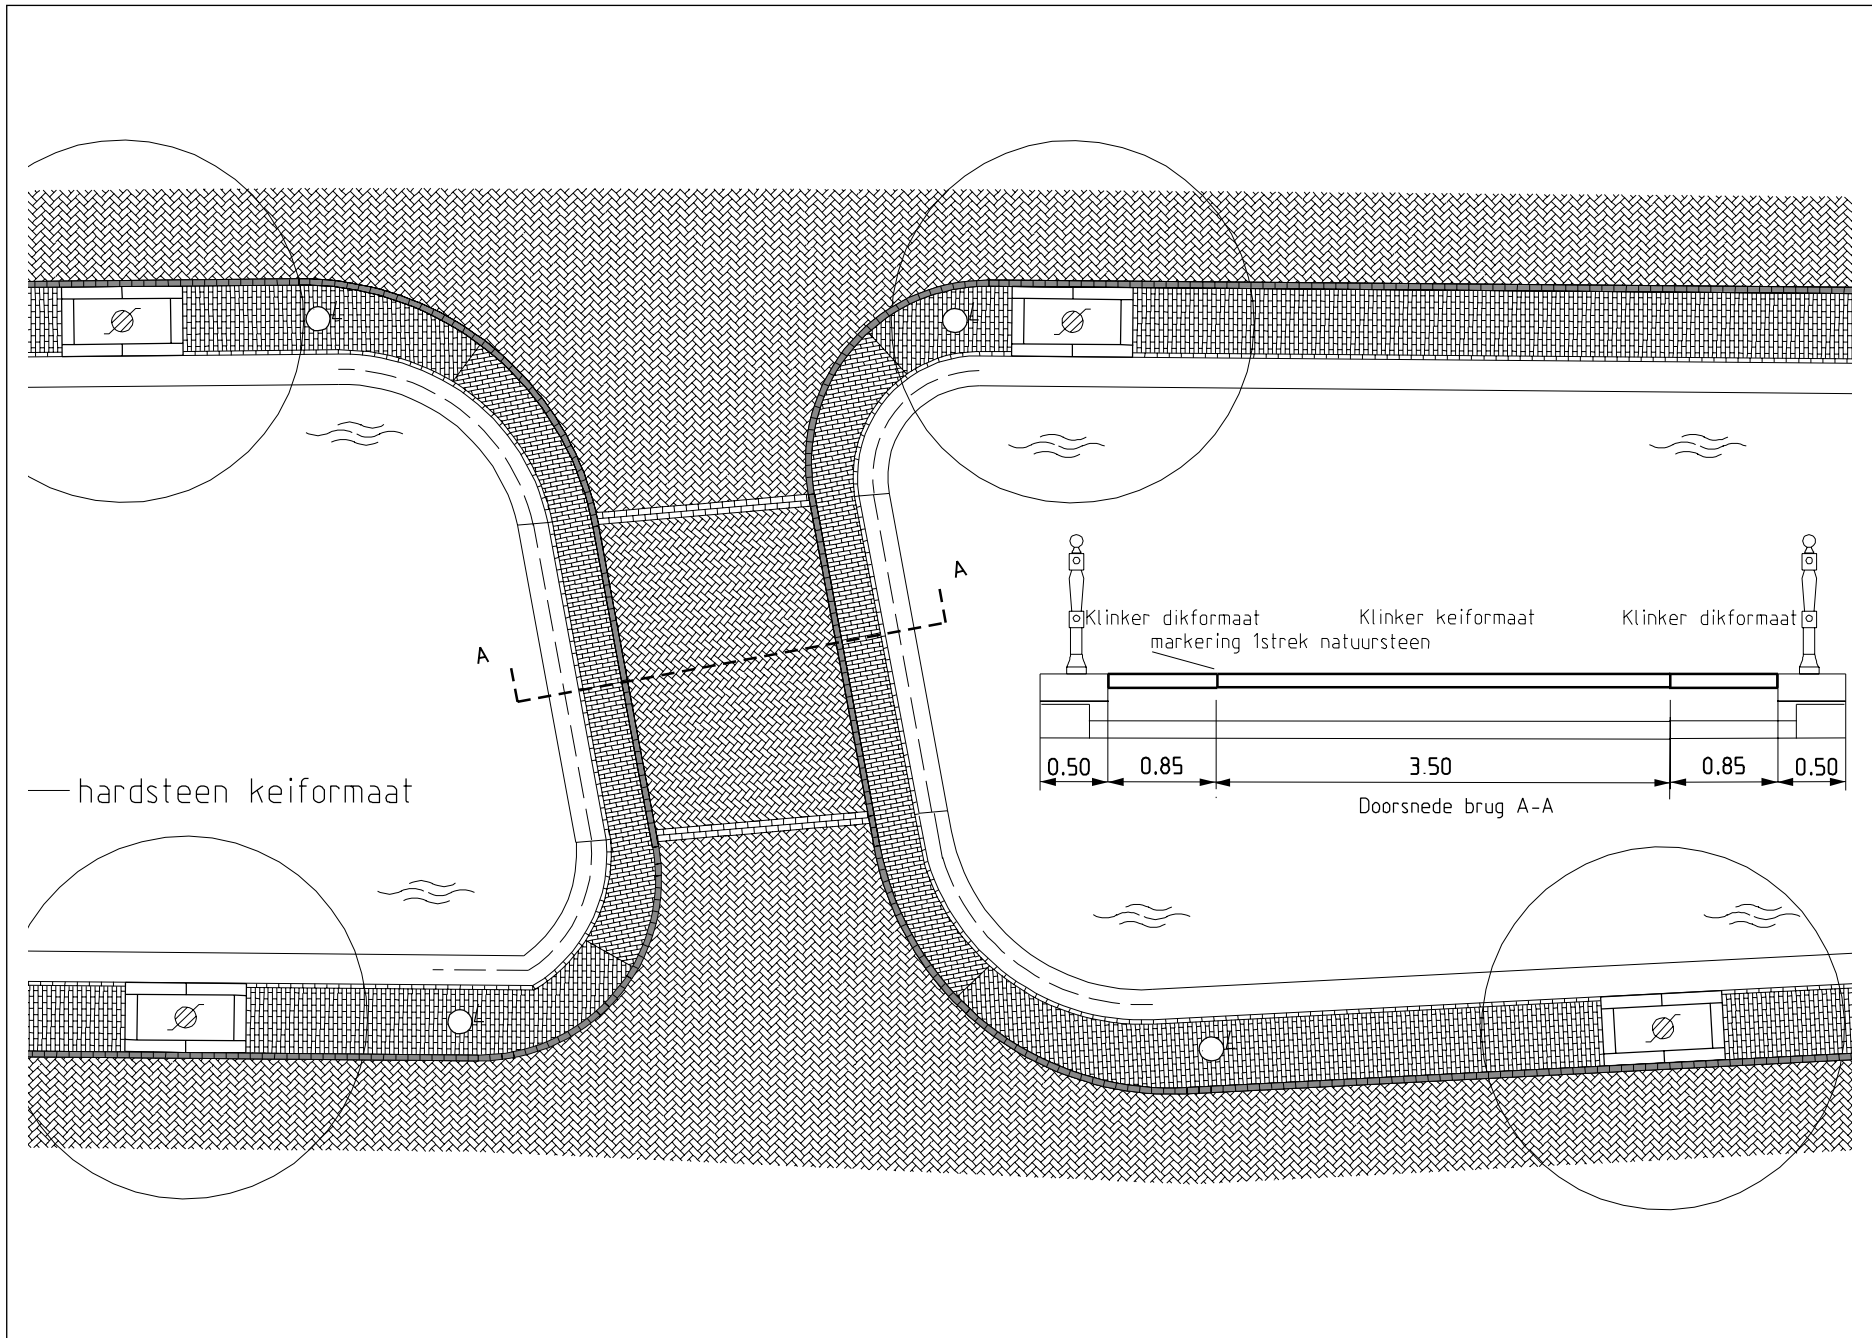 A
A
Klinker dikformaat
Klinker keiformaat
Klinker dikformaat
markering 1strek natuursteen
0.50
0.85
3.50
0.85
0.50
hardsteen keiformaat
Doorsnede brug A-A